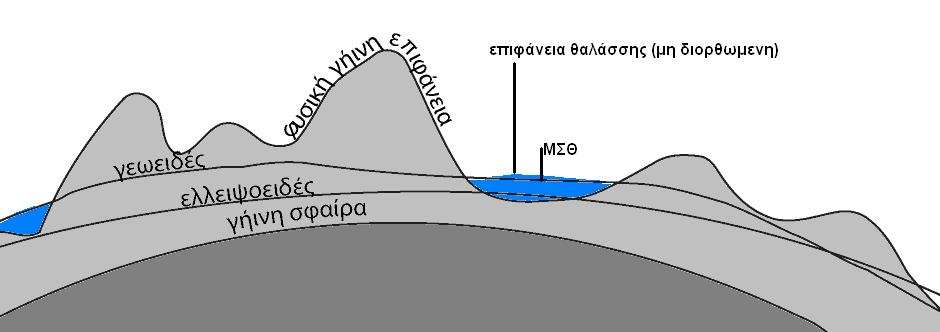 φυσική γήινη επιφάνεια
επιφάνεια θαλάσσης (μη διορθωμενη)
ΜΣΘ
γεωειδές
ελλειψοειδές
γήινη σφαίρα